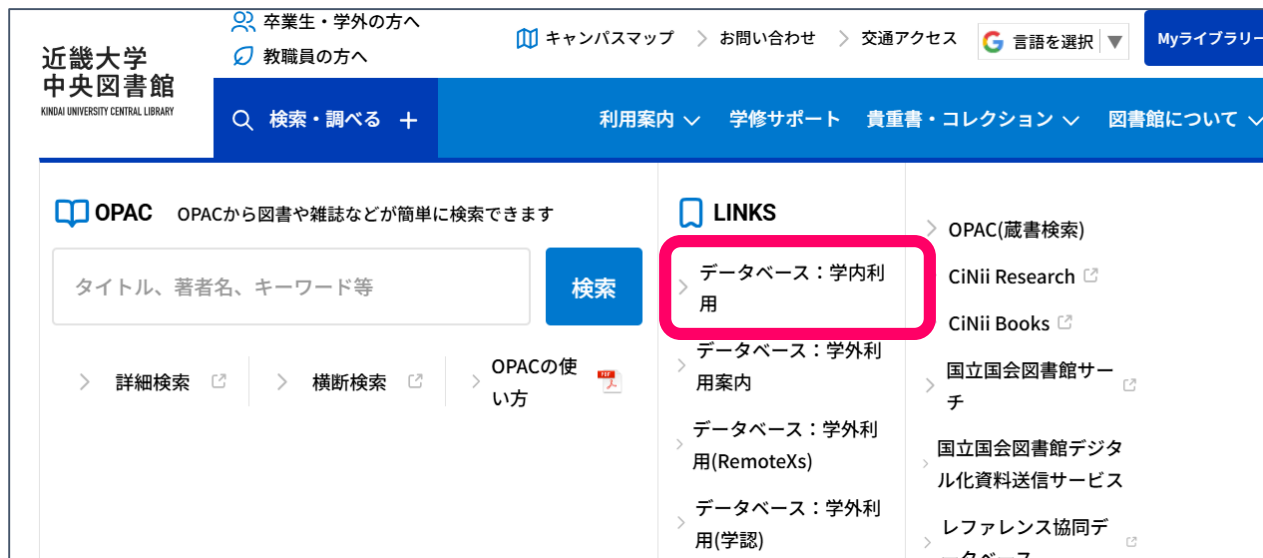 卒業生・学外の方へ
教職員の方へ
キャンパスマップ
お問い合わせ
交通アクセス
言語を選択
Myライブラリー
近畿大学
中央図書館
KINDAI UNIVERSITY CENTRAL LIBRARY
検索・調べる
利用案内
学修サポート
貴重書・コレクション
図書館について
OPAC
OPACから図書や雑誌などが簡単に検索できます
タイトル、著者名、キーワード等
検索
詳細検索
横断検索
OPACの使
い方
LINKS
データベース：学内利
用
データベース：学外利
用案内
データベース：学外利
用(RemoteXs)
データベース：学外利
用(学認)
OPAC(蔵書検索)
CiNii Research
CiNii Books
国立国会図書館サー
チ
国立国会図書館デジタ
ル化資料送信サービス
レファレンス協同デ
ータベース